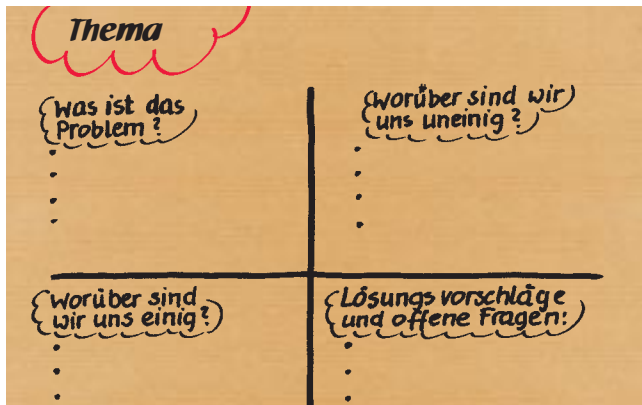 Thema
Was ist das
Problem?
Worüber sind wir
uns uneinig?
Worüber sind
wir uns einig?
Lösungsvorschläge
und offene Fragen: